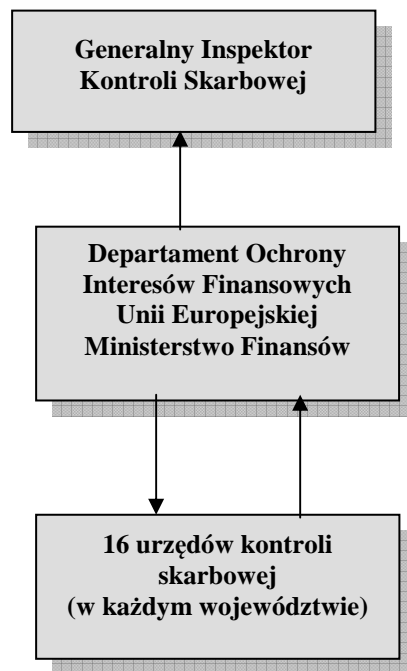 Generalny Inspektor
Kontroli Skarbowej
Departament Ochrony
Interesów Finansowych
Unii Europejskiej
Ministerstwo Finansów
16 urzędów kontroli
skarbowej
(w każdym województwie)